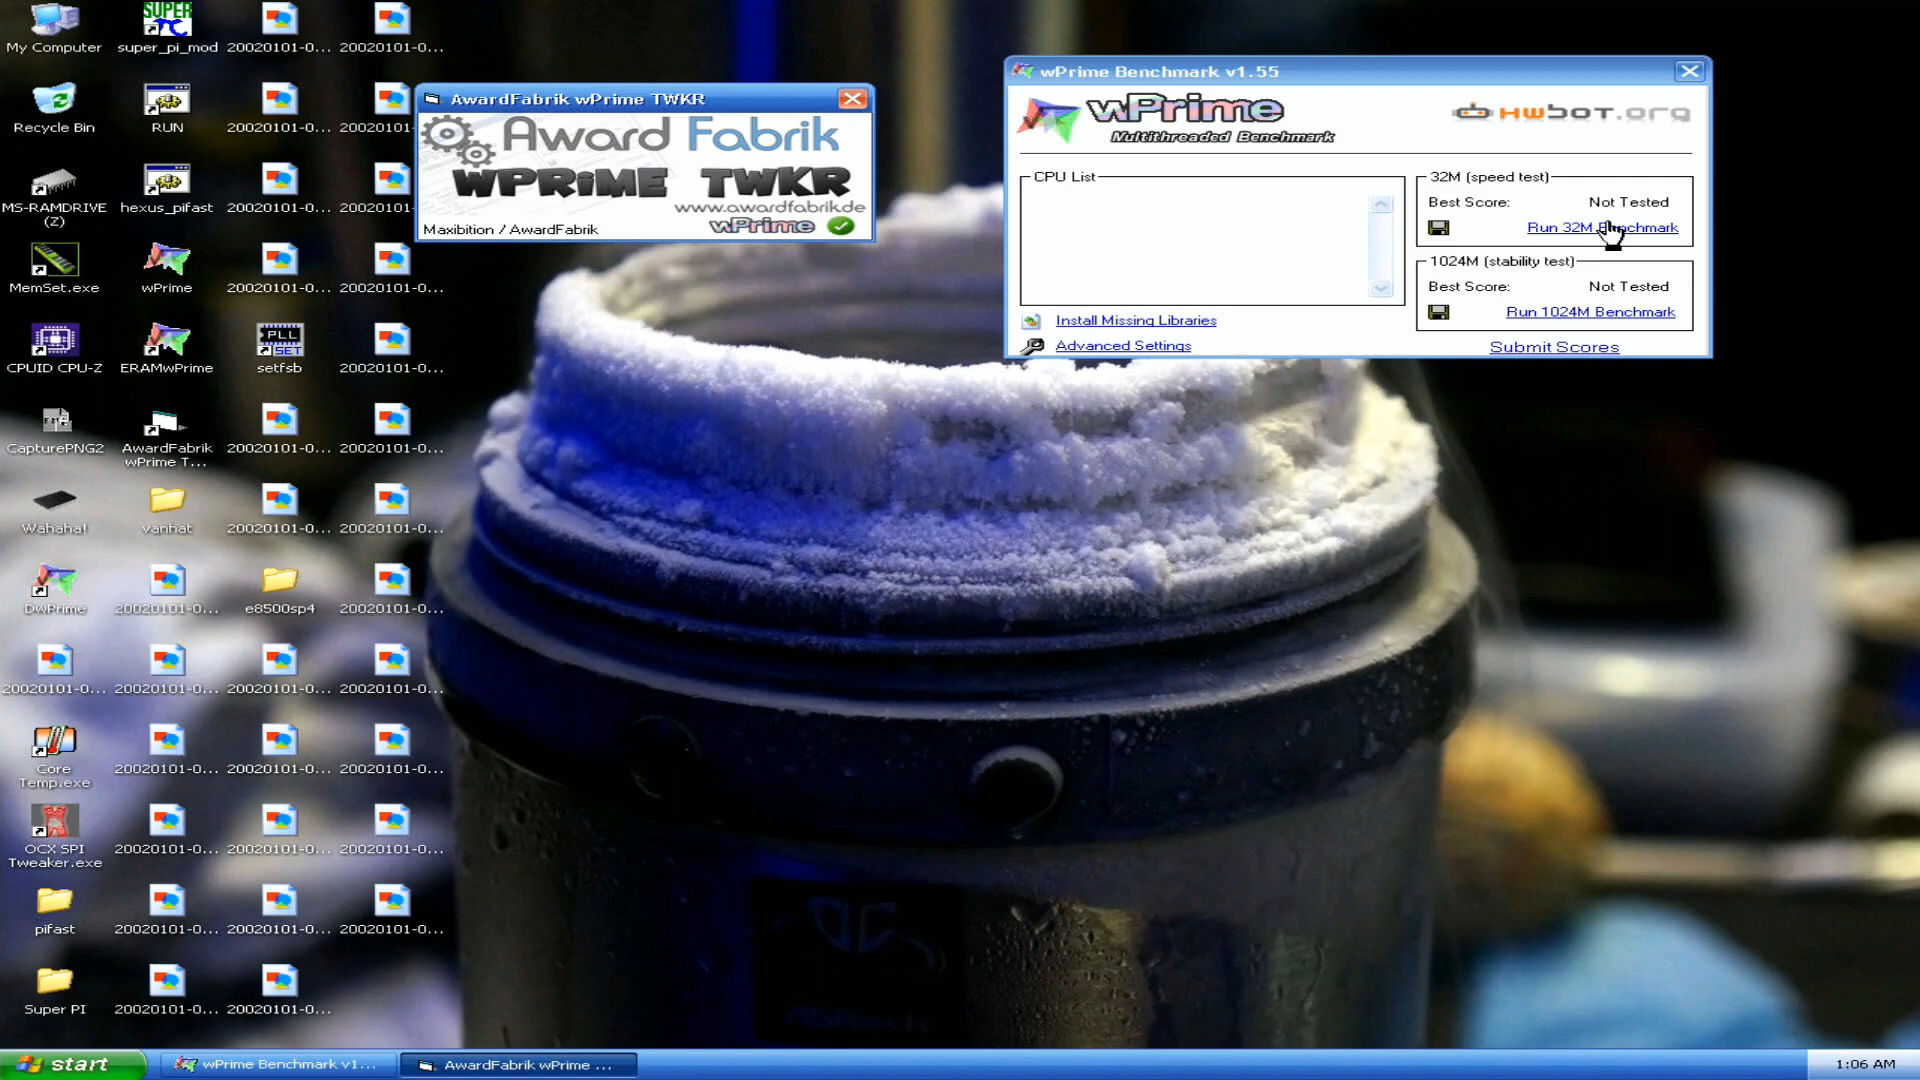 My Computer
super_pi_mod
20020101-0...
20020101-0...
Recycle Bin
RUN
20020101-0...
20020101-0...
MS-RAMDRIVE
(Z)
hexus_pifast
20020101-0...
20020101-0...
MemSet.exe
wPrime
20020101-0...
20020101-0...
CPUID CPU-Z
ERAMwPrime
PLL
SET
setfsb
20020101-0...
CapturePNG2
AwardFabrik
wPrime T...
20020101-0...
20020101-0...
Wahaha!
vanhat
20020101-0...
20020101-0...
DwPrime
20020101-0...
e8500sp4
20020101-0...
20020101-0...
20020101-0...
20020101-0...
20020101-0...
Core
Temp.exe
20020101-0...
20020101-0...
20020101-0...
OCX SPI
Tweaker.exe
20020101-0...
20020101-0...
20020101-0...
pifast
20020101-0...
20020101-0...
20020101-0...
Super PI
20020101-0...
20020101-0...
SUPER
AwardFabrik wPrime TWKR
Award Fabrik
WPRiME TWKR
www.awardfabrik.de
wPrime
Maxibition / AwardFabrik
wPrime Benchmark v1.55
wPrime
Multithreaded Benchmark
hwbot.org
CPU List
32M (speed test)
Best Score: Not Tested
Run 32M Benchmark
1024M (stability test)
Best Score: Not Tested
Run 1024M Benchmark
Install Missing Libraries
Advanced Settings
Submit Scores
start
wPrime Benchmark v1...
AwardFabrik wPrime ...
1:06 AM